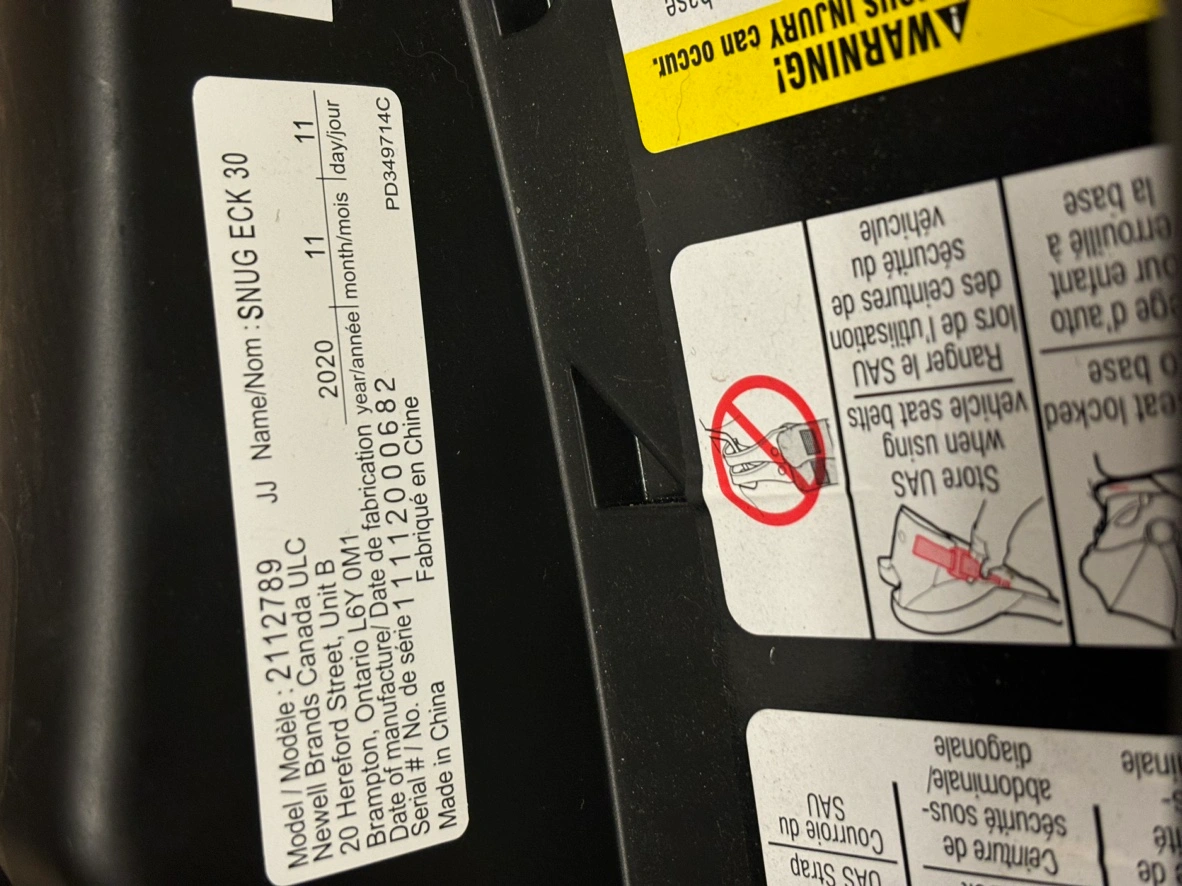 Model / Modèle : 2112789 JJ Name/Nom : SNUG ECK 30
Newell Brands Canada ULC
20 Hereford Street, Unit B
Brampton, Ontario L6Y 0M1
2020 11 11
Date of manufacture/ Date de fabrication year/année month/mois day/jour
Serial # / No. de série 1 1 1 1 2 0 0 0 6 8 2
Made in China Fabriqué en Chine PD349714C
WARNING!
INJURY can occur.
base
Store UAS
when using
vehicle seat belts
Ranger le SAU
lors de l'utilisation
des ceintures de
sécurité du
véhicule
locked
base
d'auto
enfant
à
la base
UAS Strap
Courroie du
SAU
Ceinture de
sécurité sous-
abdominale/
diagonale
de